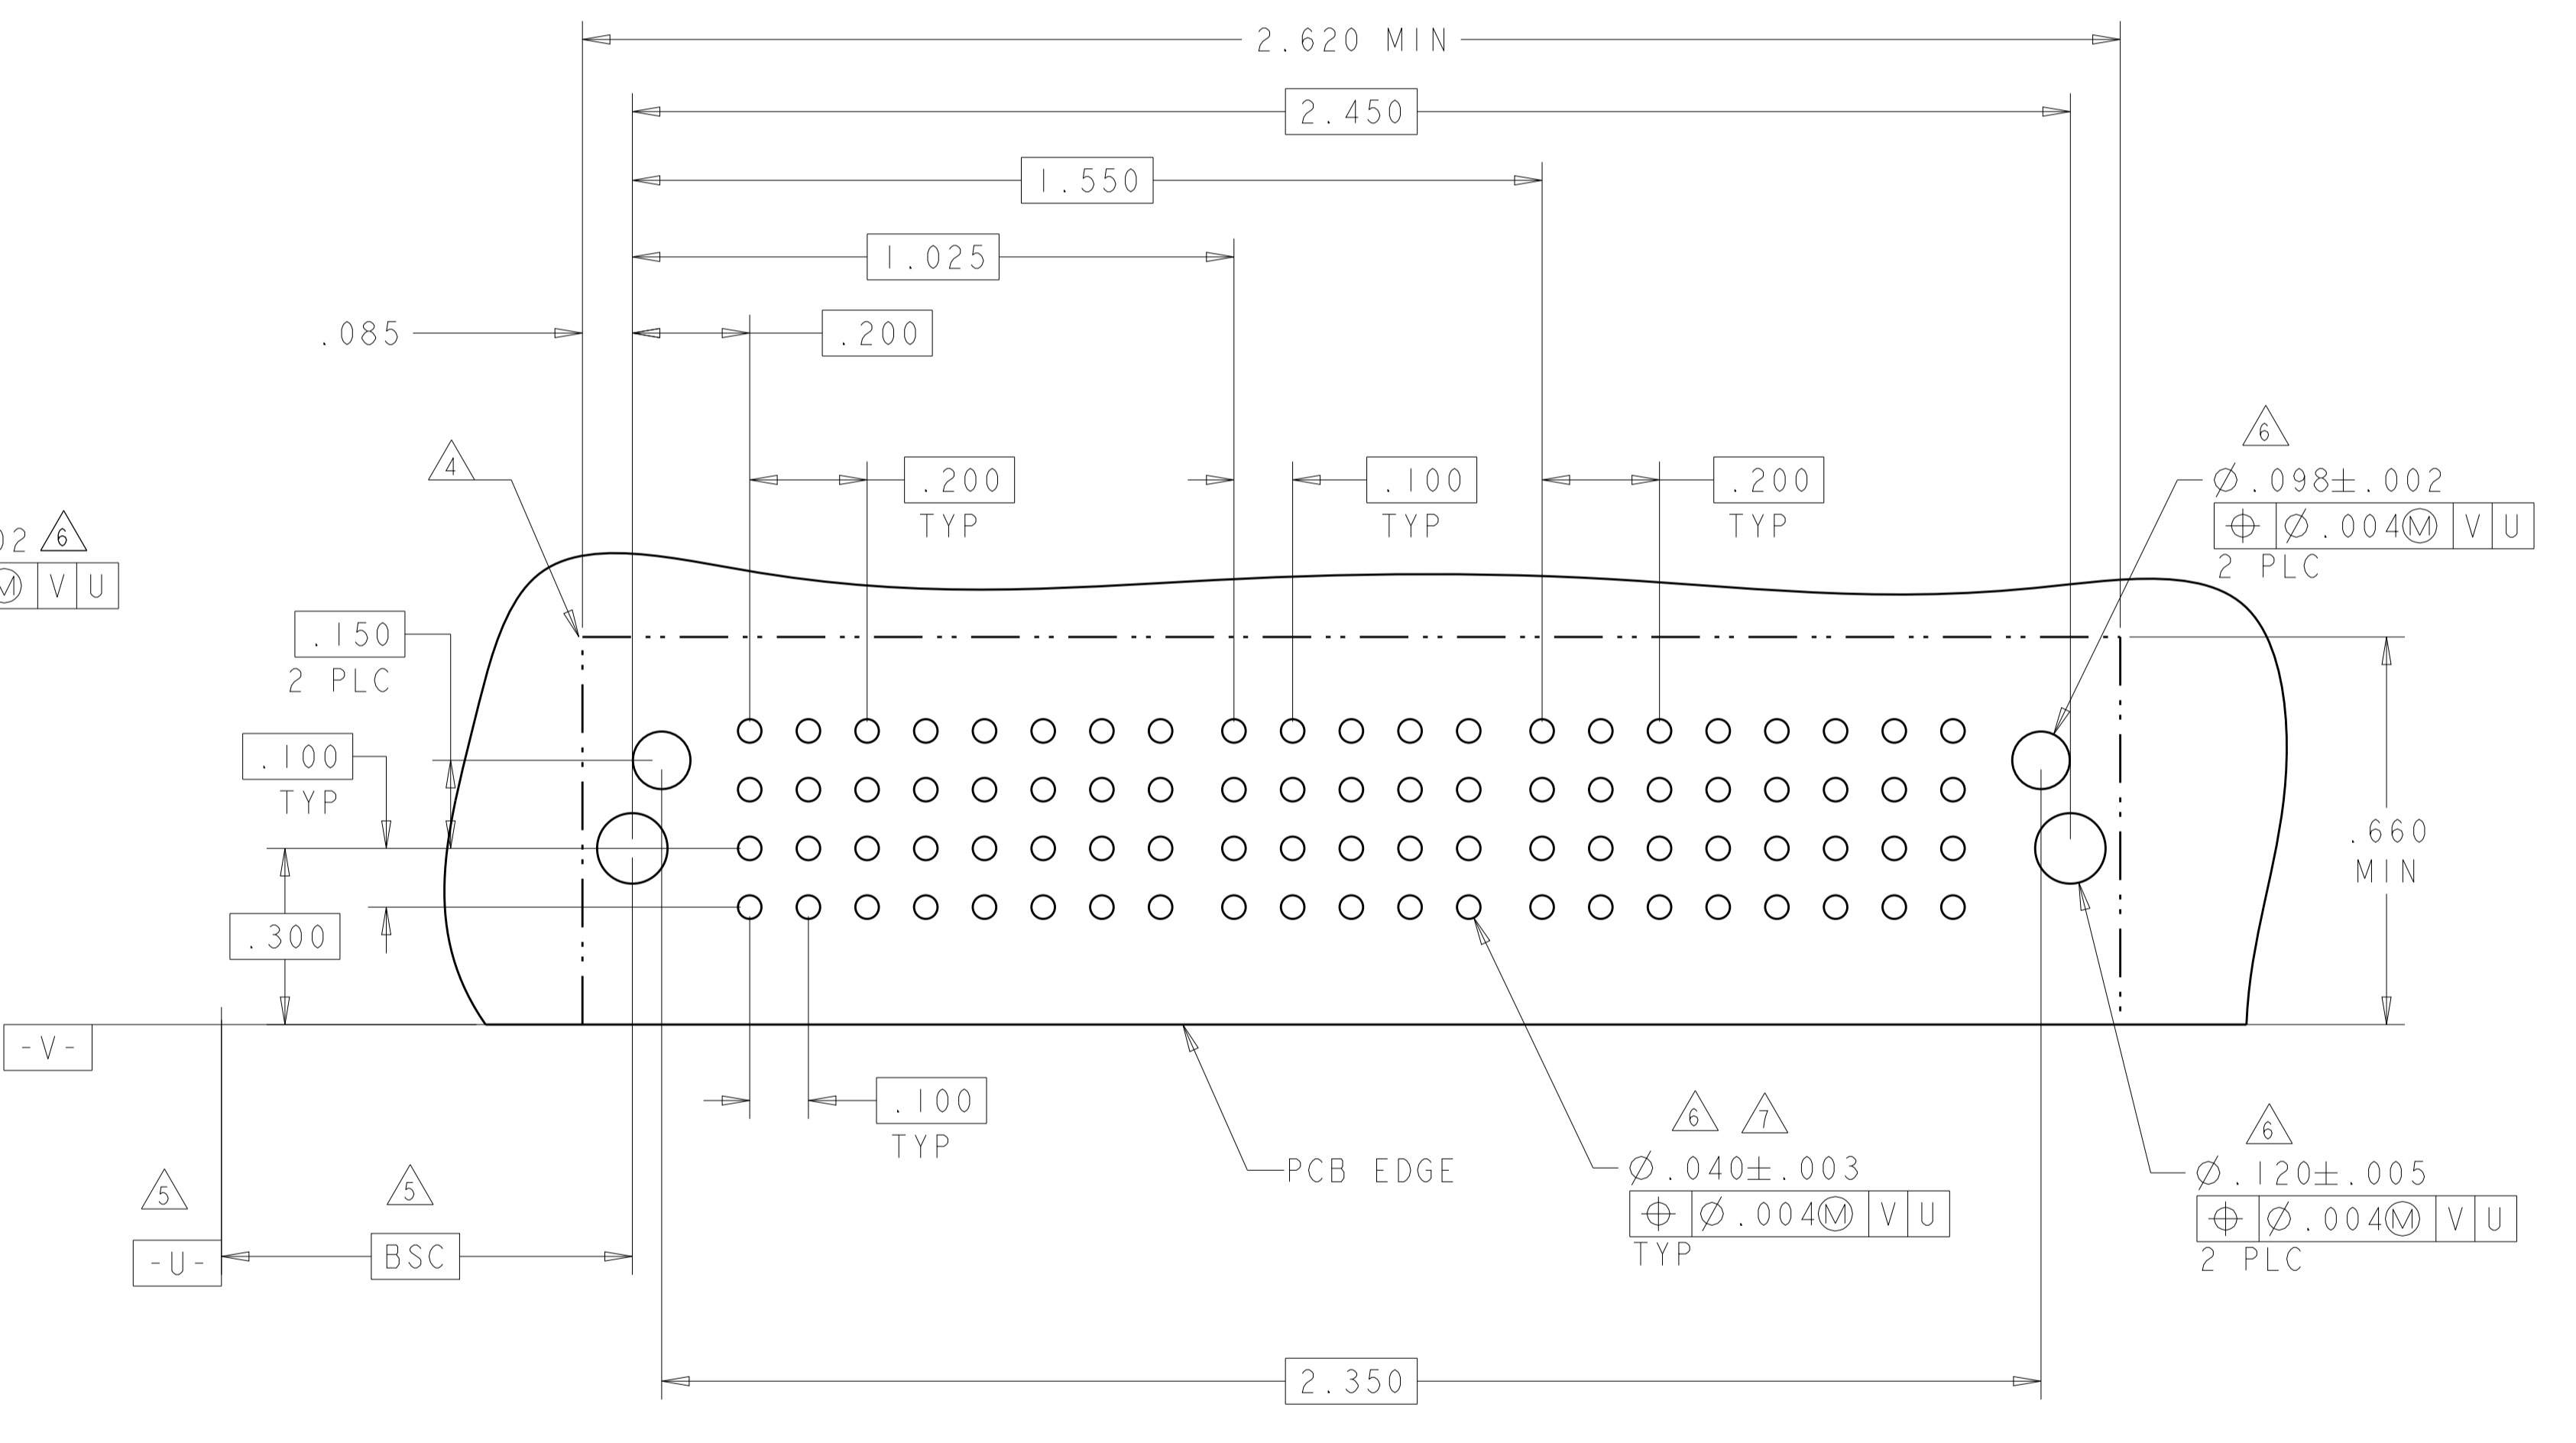 2.620 MIN
2.450
1.550
1.025
.085
.200
6
4
.200
TYP
.100
TYP
.200
TYP
⌀.098±.002
⌖ ⌀.004Ⓜ V U
2 PLC
02 6
Ⓜ V U
.150
2 PLC
.100
TYP
.660
MIN
.300
-V-
.100
TYP
6 7
6
5
5
PCB EDGE
⌀.040±.003
⌖ ⌀.004Ⓜ V U
TYP
⌀.120±.005
⌖ ⌀.004Ⓜ V U
2 PLC
-U-
BSC
2.350